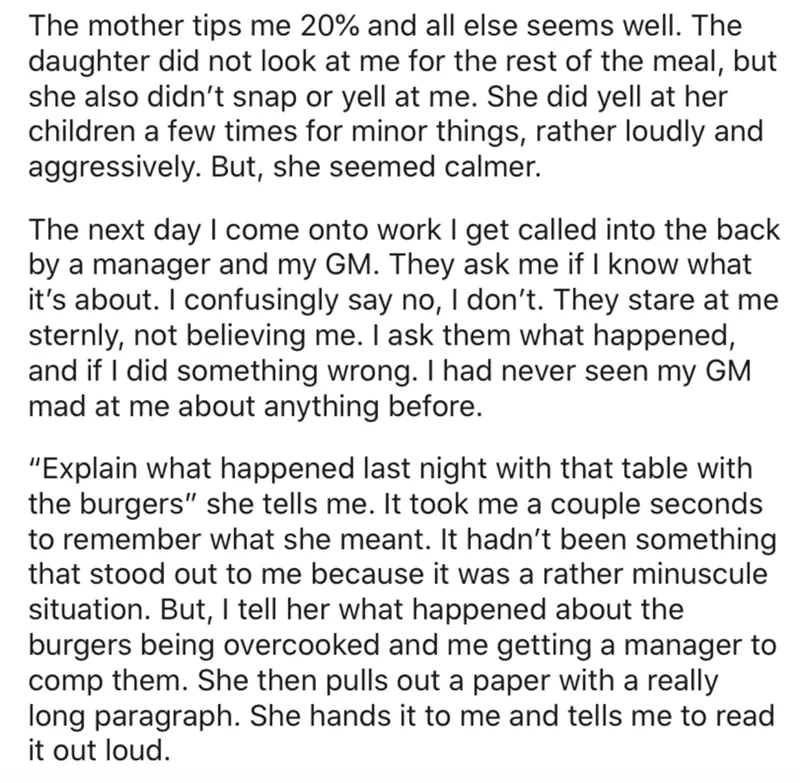 The mother tips me 20% and all else seems well. The
daughter did not look at me for the rest of the meal, but
she also didn’t snap or yell at me. She did yell at her
children a few times for minor things, rather loudly and
aggressively. But, she seemed calmer.
The next day I come onto work I get called into the back
by a manager and my GM. They ask me if I know what
it’s about. I confusingly say no, I don’t. They stare at me
sternly, not believing me. I ask them what happened,
and if I did something wrong. I had never seen my GM
mad at me about anything before.
“Explain what happened last night with that table with
the burgers” she tells me. It took me a couple seconds
to remember what she meant. It hadn’t been something
that stood out to me because it was a rather minuscule
situation. But, I tell her what happened about the
burgers being overcooked and me getting a manager to
comp them. She then pulls out a paper with a really
long paragraph. She hands it to me and tells me to read
it out loud.